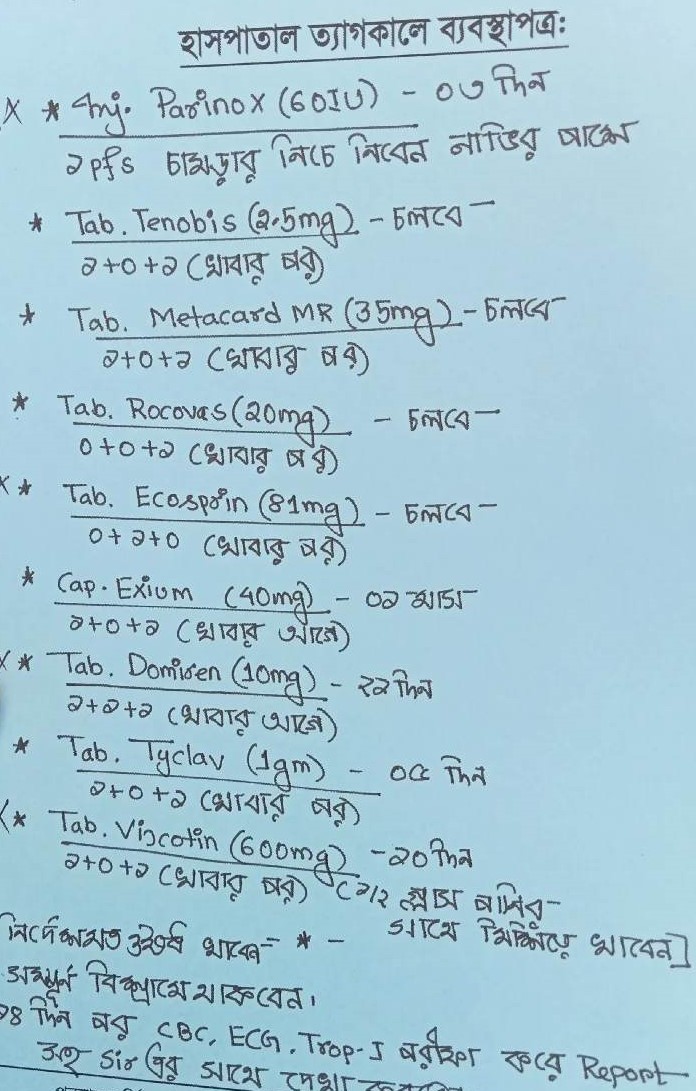 হাসপাতাল ত্যাগকালে ব্যবস্থাপত্র:
X * Inj. Parinox (60IU) - ০৩ দিন
১pfs চামড়ার নিচে নিবেন নাভির পাশে
* Tab. Tenobis (2.5mg) - চলবে -
১+০+১ (খাবার পর)
* Tab. Metacard MR (35mg) - চলবে -
১+০+১ (খাবার পর)
* Tab. Rocovas (20mg) - চলবে -
০+০+১ (খাবার পর)
X * Tab. Ecosprin (81mg) - চলবে -
০+১+০ (খাবার পর)
* Cap. Exium (40mg) - ০১ মাস
১+০+১ (খাবার আগে)
X * Tab. Domiren (10mg) - ২১ দিন
১+১+১ (খাবার আগে)
* Tab. Tyclav (1gm) - ০৫ দিন
১+০+১ (খাবার পর)
X * Tab. Viscotin (600mg) - ১০ দিন
১+০+১ (খাবার পর) (১/২ গ্লাস পানির -
সাথে মিশিয়ে খাবেন]
নির্দেশমত ঔষধ খাবেন = * -
সম্পূর্ণ বিশ্রামে থাকবেন।
১৪ দিন পর CBC, ECG, Trop-I পরীক্ষা করে Report
সহ Sir এর সাথে দেখা